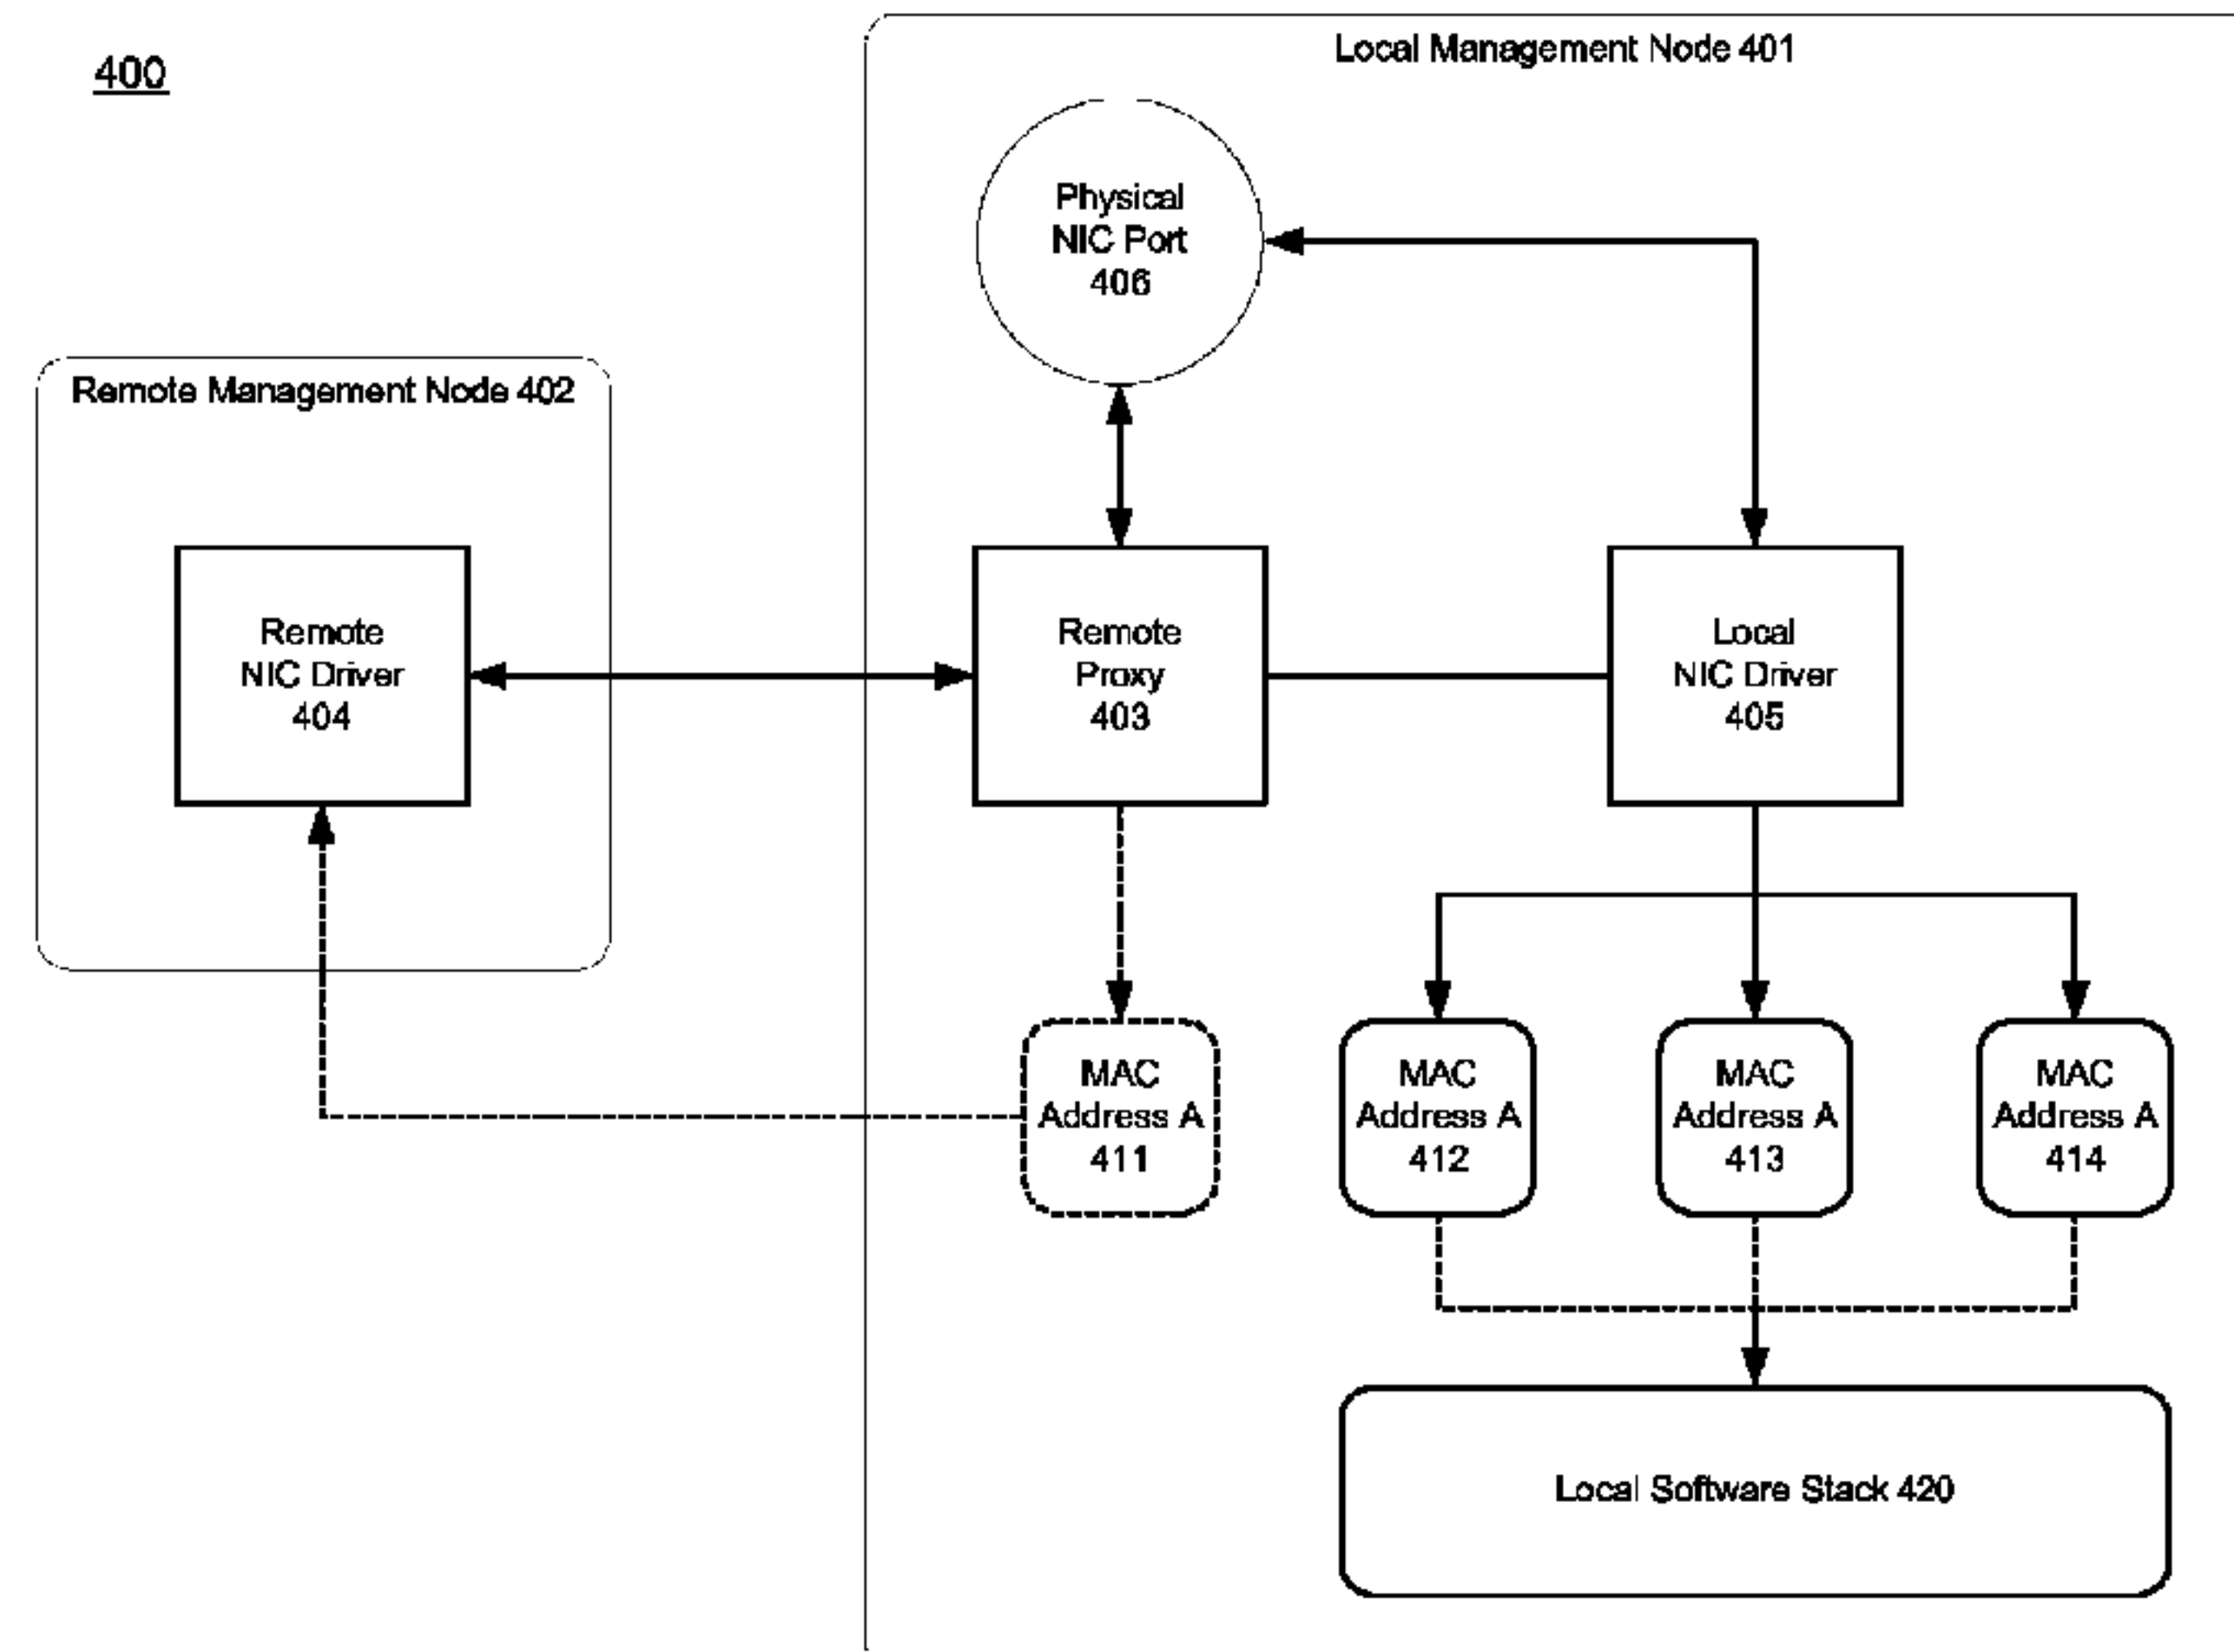 400
Local Management Node 401
Physical
NIC Port
406
Remote Management Node 402
Remote
NIC Driver
404
Remote
Proxy
403
Local
NIC Driver
405
MAC
Address A
411
MAC
Address A
412
MAC
Address A
413
MAC
Address A
414
Local Software Stack 420